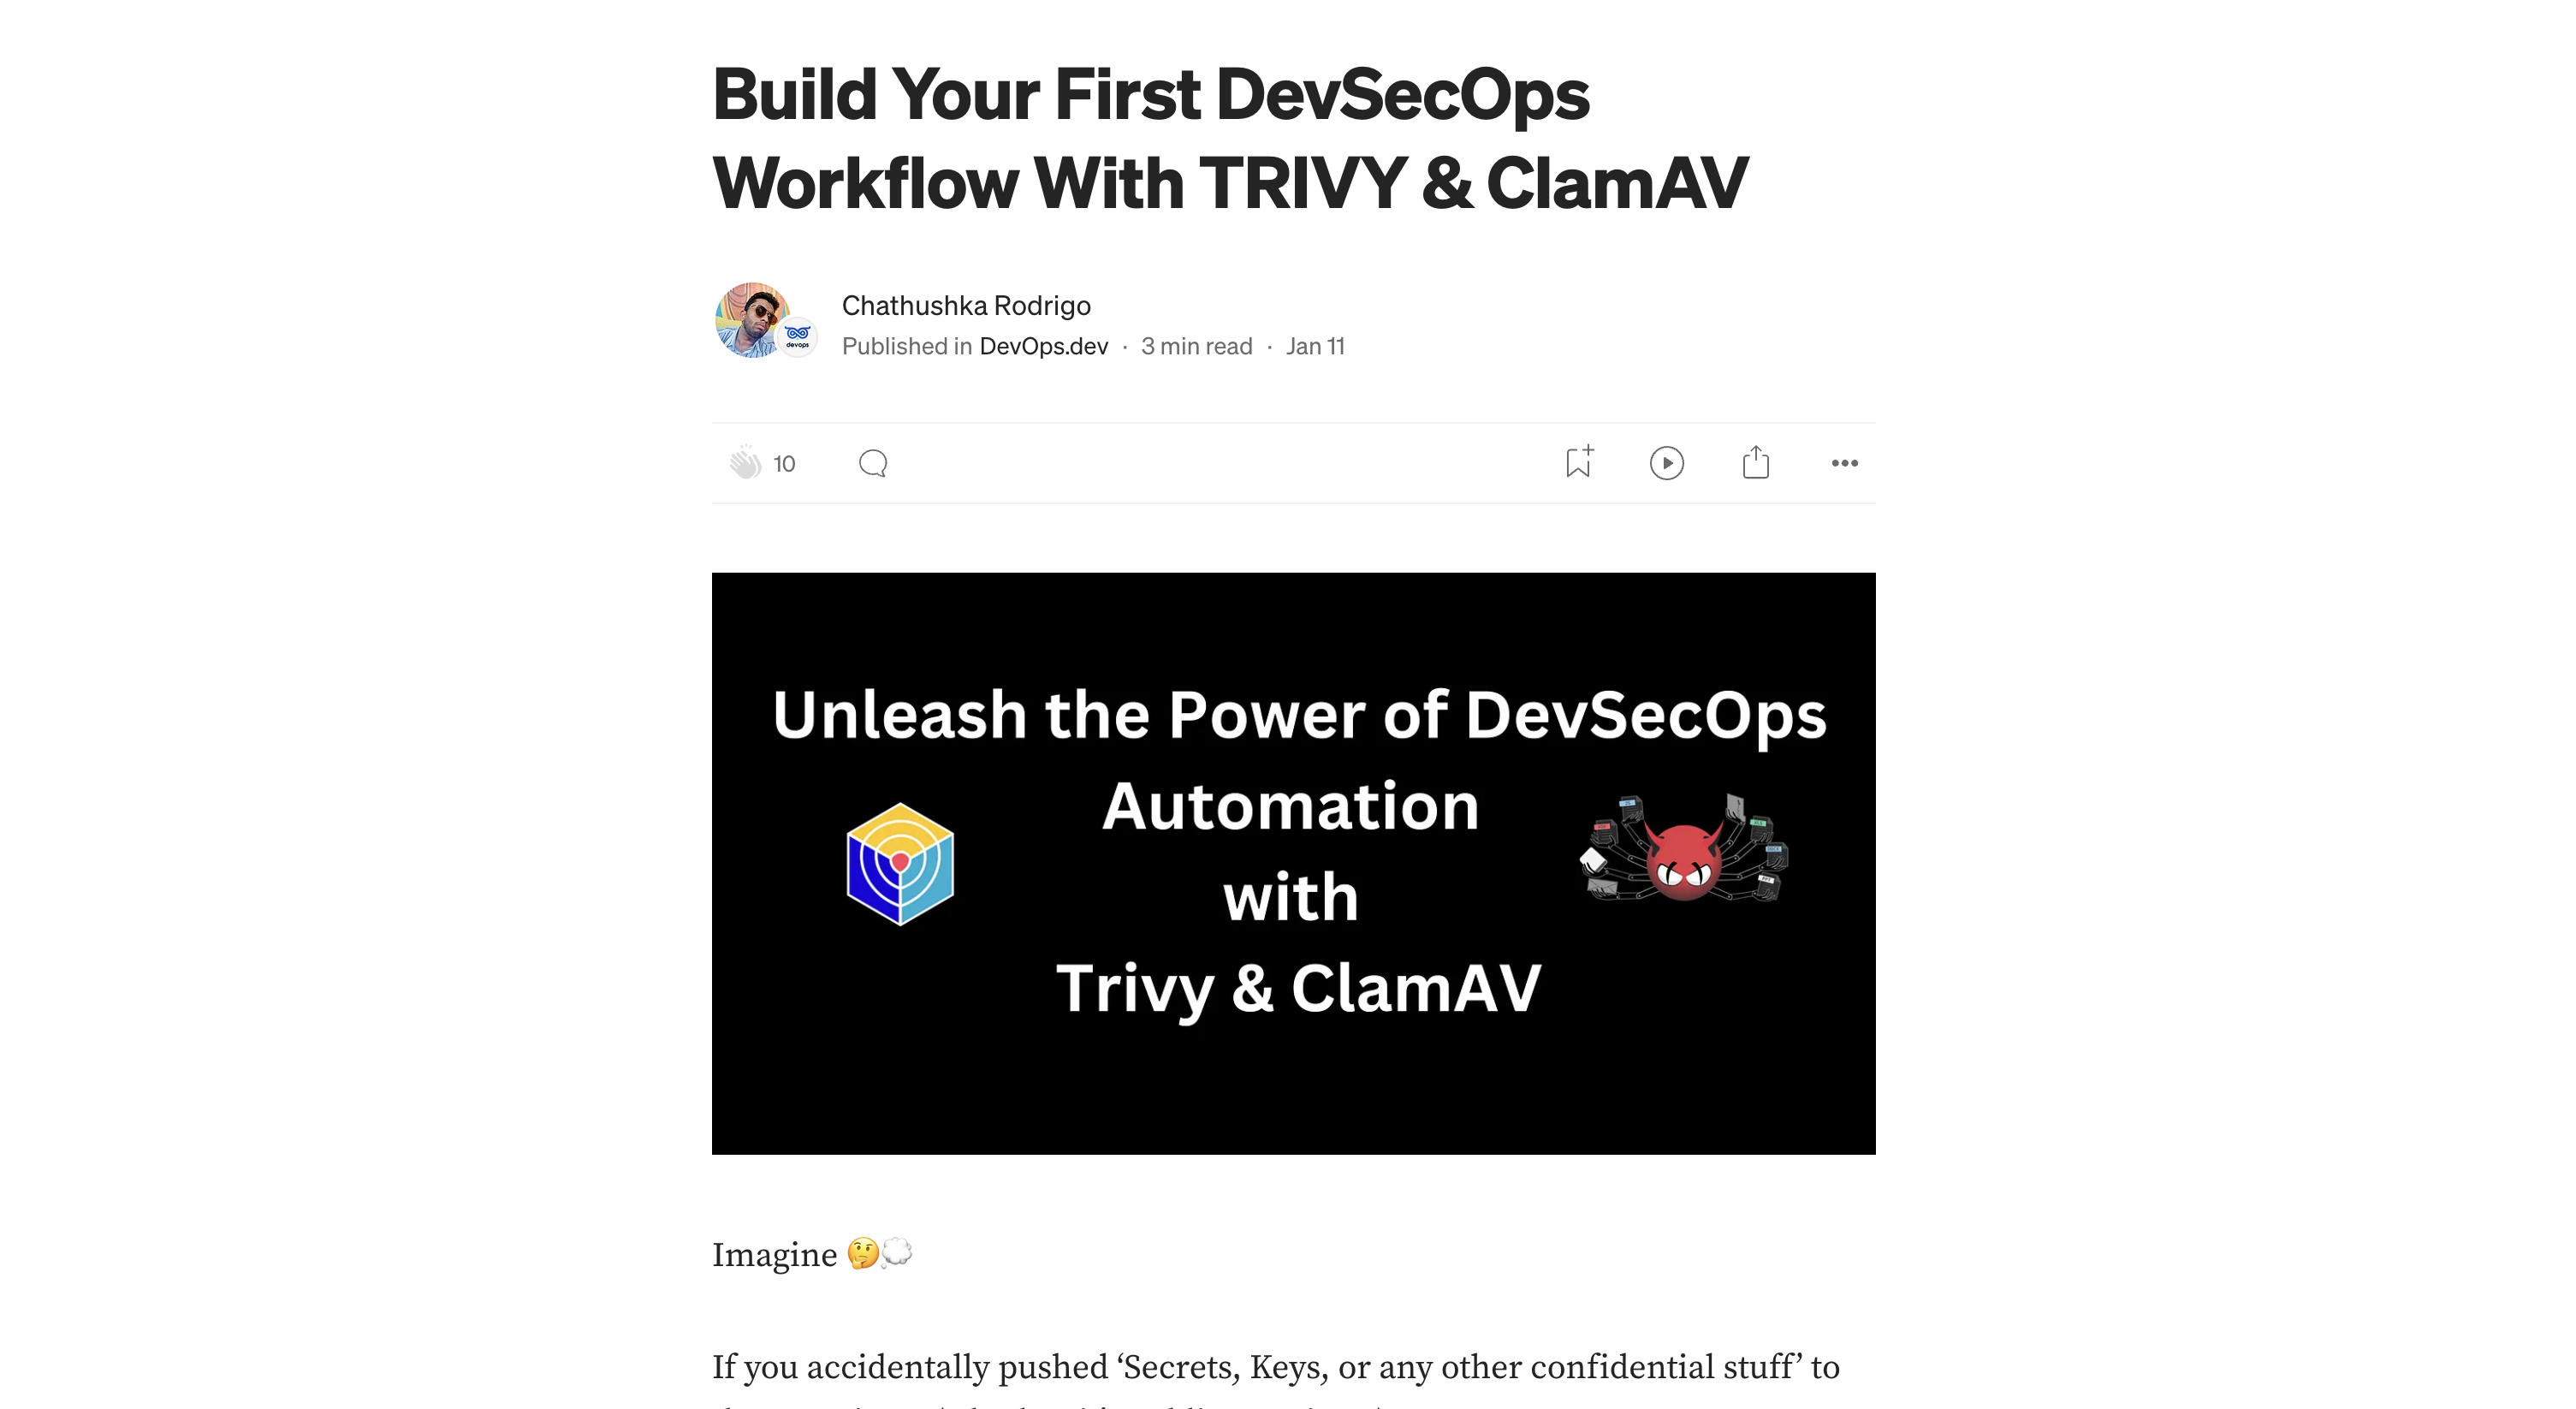 Build Your First DevSecOps
Workflow With TRIVY & ClamAV
Chathushka Rodrigo
devops
Published in DevOps.dev · 3 min read · Jan 11
10
Unleash the Power of DevSecOps
Automation
with
Trivy & ClamAV
Imagine 🤔💭
If you accidentally pushed ‘Secrets, Keys, or any other confidential stuff’ to